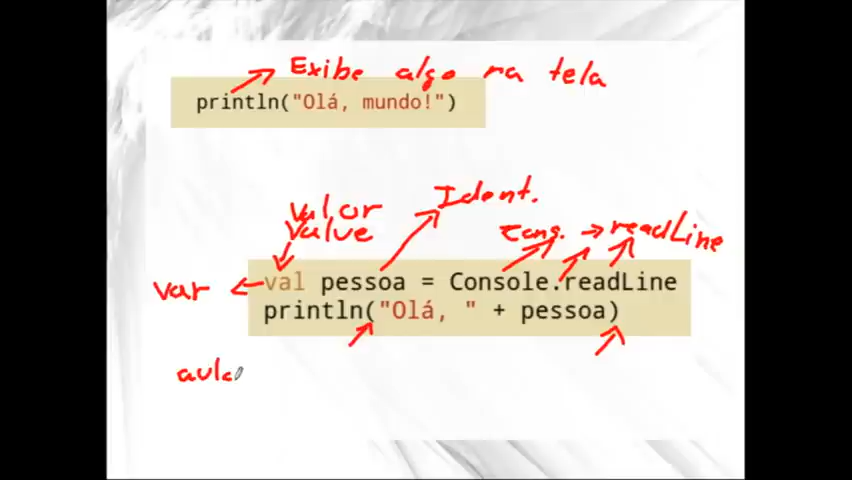 Exibe algo na tela
println("Olá, mundo!")
Ident.
valor
value
Cons. → readLine
var
val pessoa = Console.readLine
println("Olá, " + pessoa)
aula